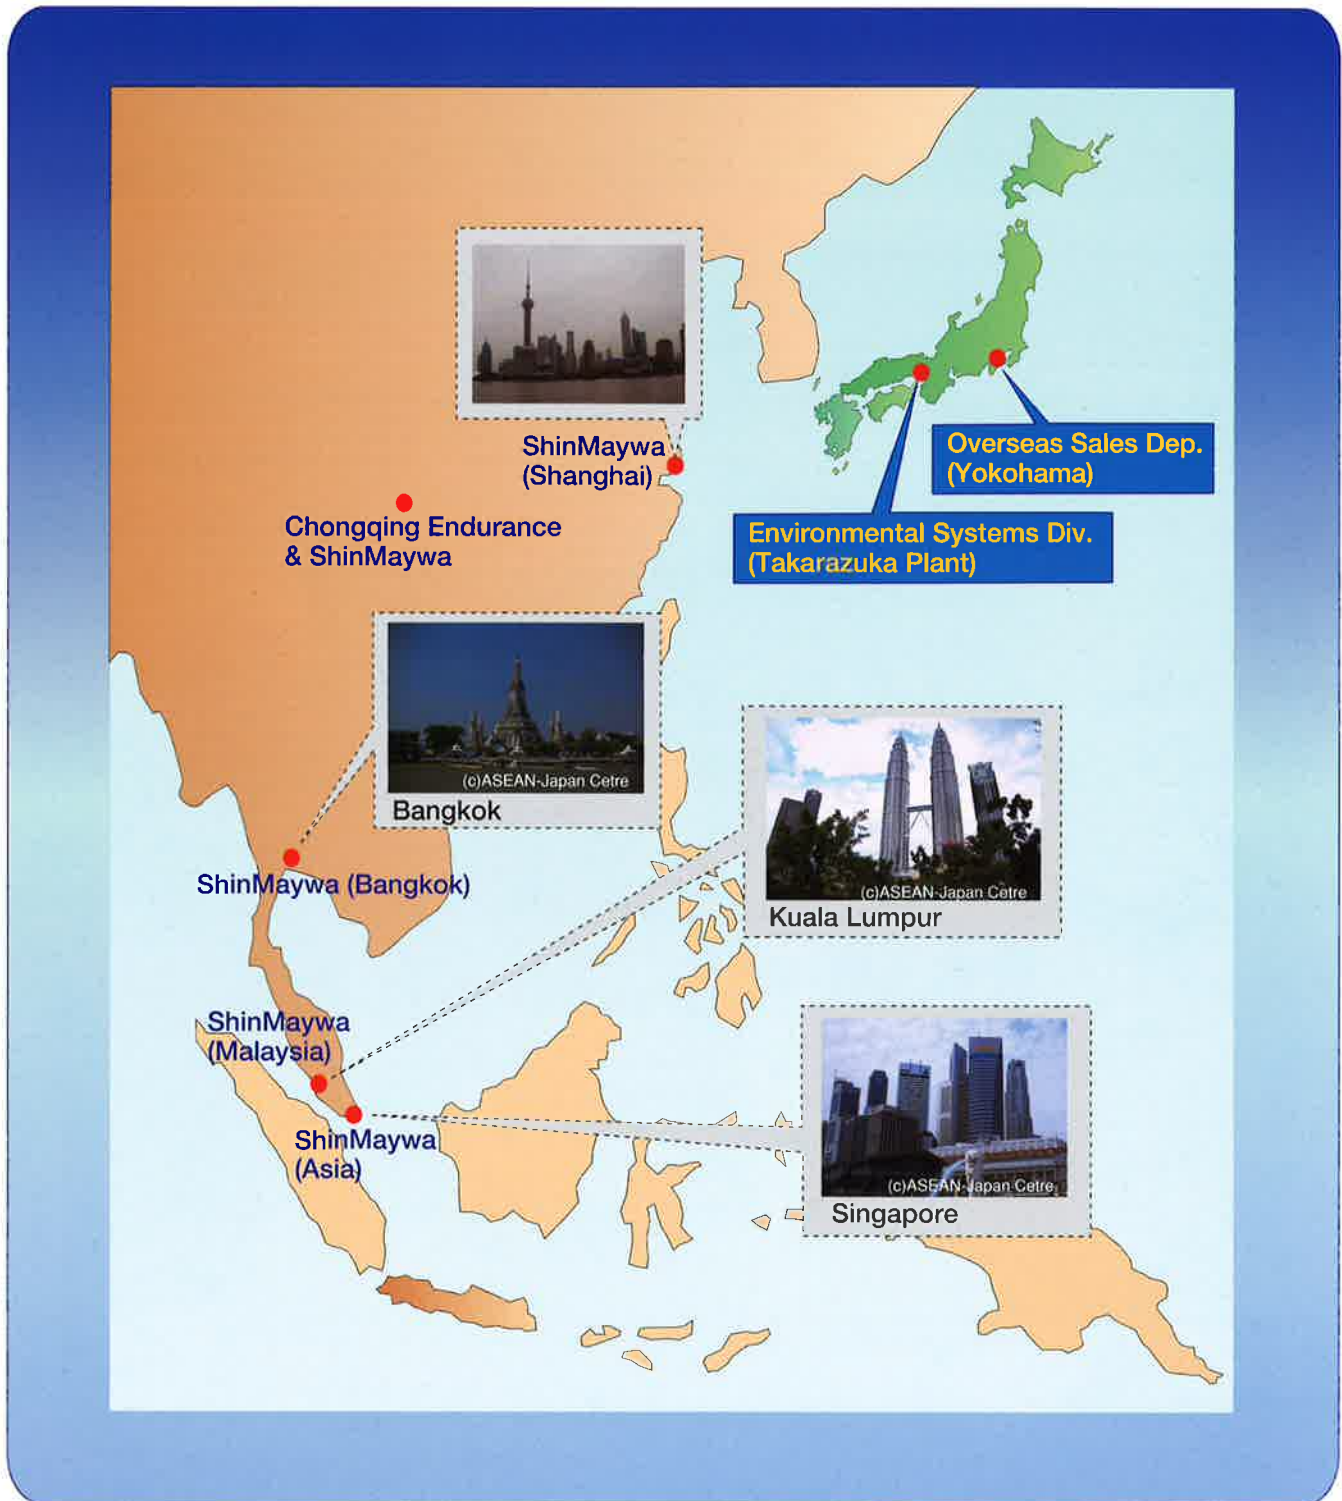 ShinMaywa
(Shanghai)
Chongqing Endurance
& ShinMaywa
Overseas Sales Dep.
(Yokohama)
Environmental Systems Div.
(Takarazuka Plant)
(c)ASEAN-Japan Cetre
Bangkok
ShinMaywa (Bangkok)
(c)ASEAN-Japan Cetre
Kuala Lumpur
ShinMaywa
(Malaysia)
ShinMaywa
(Asia)
(c)ASEAN-Japan Cetre
Singapore